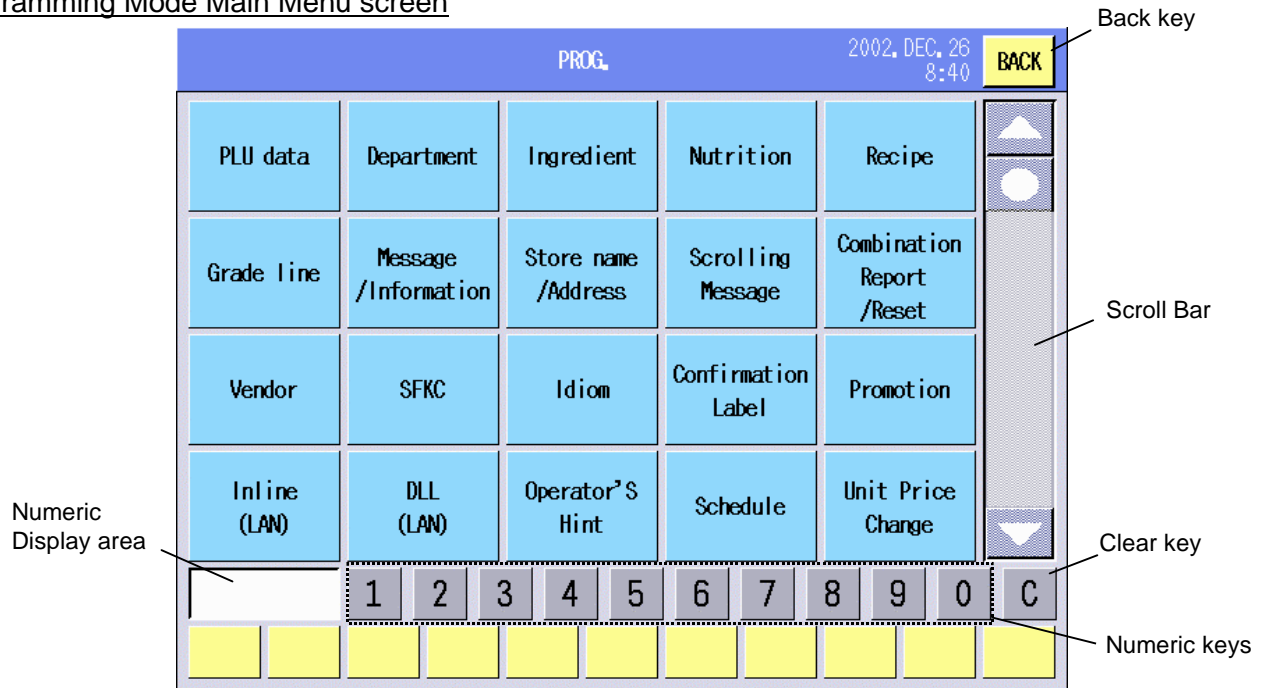 ramming Mode Main Menu screen
Back key
PROG.
2002. DEC. 26
8:40
BACK
PLU data
Department
Ingredient
Nutrition
Recipe
Grade line
Message
/Information
Store name
/Address
Scrolling
Message
Combination
Report
/Reset
Scroll Bar
Vendor
SFKC
Idiom
Confirmation
Label
Promotion
Inline
(LAN)
DLL
(LAN)
Operator'S
Hint
Schedule
Unit Price
Change
Numeric
Display area
Clear key
1 2 3 4 5 6 7 8 9 0 C
Numeric keys